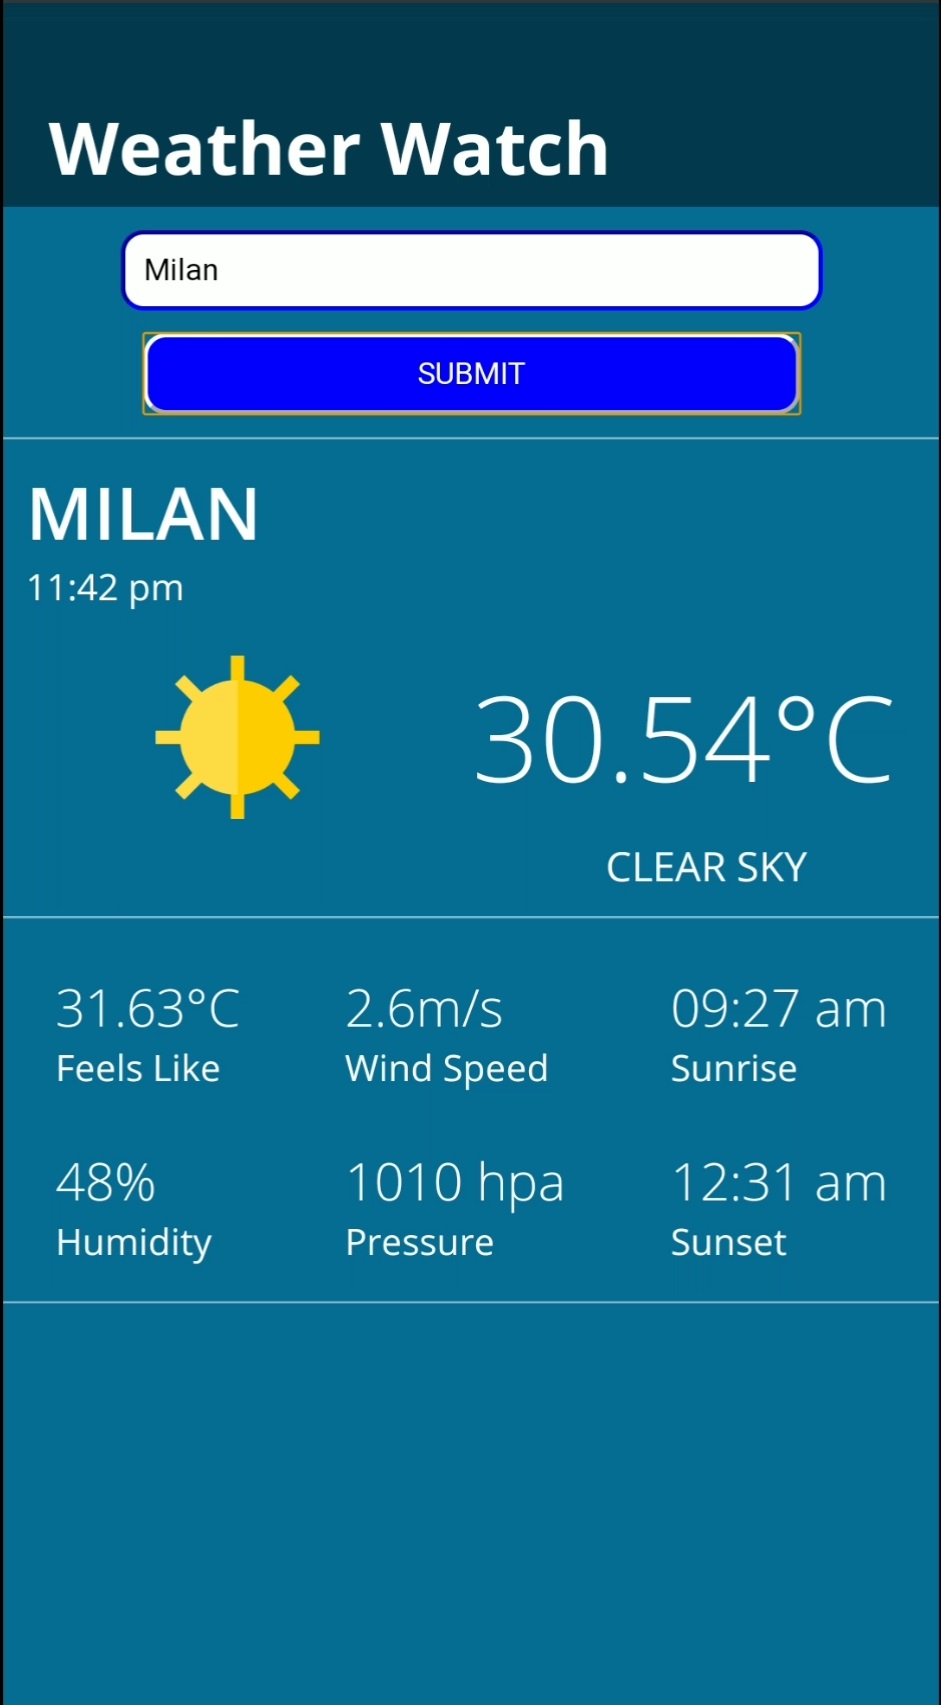 Weather Watch
Milan
SUBMIT
MILAN
11:42 pm
30.54°C
CLEAR SKY
31.63°C 2.6m/s 09:27 am
Feels Like Wind Speed Sunrise
48% 1010 hpa 12:31 am
Humidity Pressure Sunset